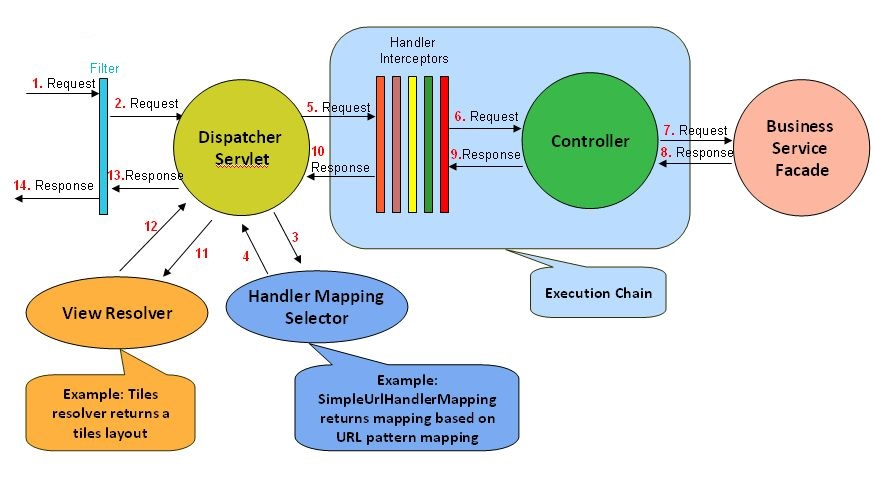 Handler
Interceptors
Filter
1. Request
2. Request
5. Request
6. Request
7. Request
Dispatcher
Servlet
Controller
Business
Service
Facade
10
Response
9.Response
8. Response
13.Response
14. Response
12
11
4
3
View Resolver
Handler Mapping
Selector
Execution Chain
Example: Tiles
resolver returns a
tiles layout
Example:
SimpleUrlHandlerMapping
returns mapping based on
URL pattern mapping